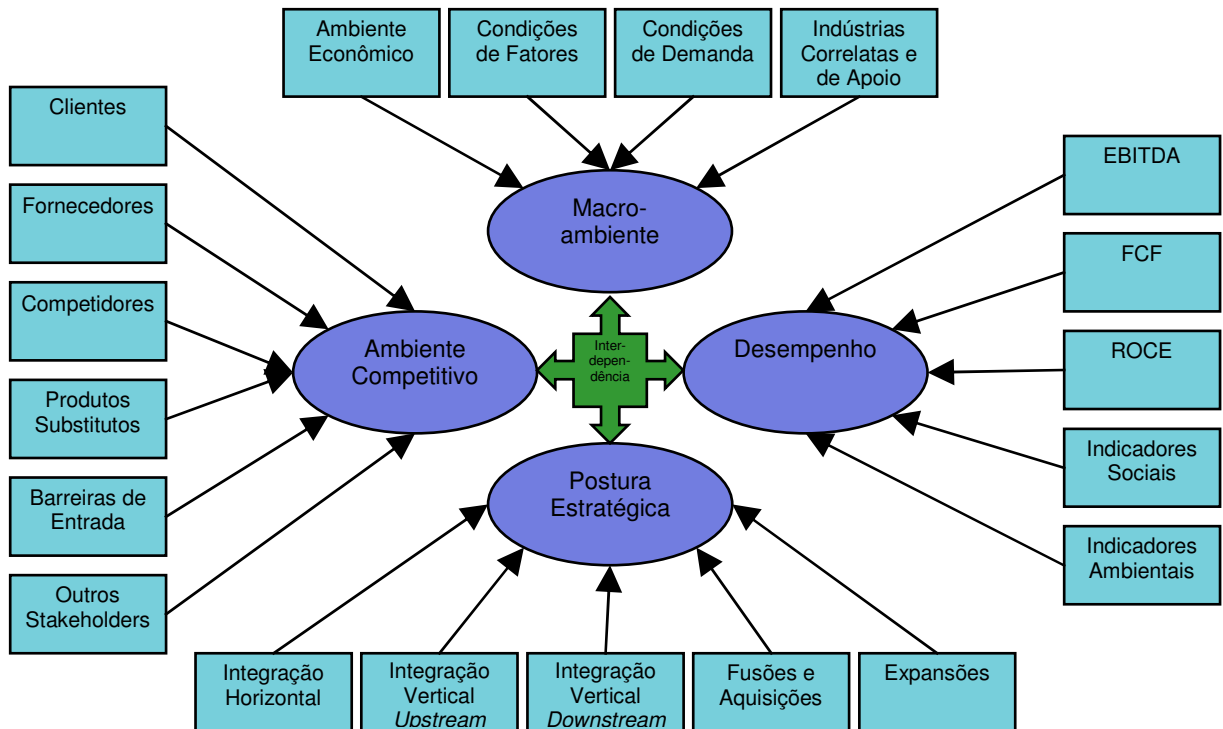 Ambiente
Econômico
Condições
de Fatores
Condições
de Demanda
Indústrias
Correlatas e
de Apoio
Clientes
Fornecedores
Competidores
Produtos
Substitutos
Barreiras de
Entrada
Outros
Stakeholders
Macro-
ambiente
Ambiente
Competitivo
Inter-
depen-
dência
Desempenho
Postura
Estratégica
EBITDA
FCF
ROCE
Indicadores
Sociais
Indicadores
Ambientais
Integração
Horizontal
Integração
Vertical
Upstream
Integração
Vertical
Downstream
Fusões e
Aquisições
Expansões